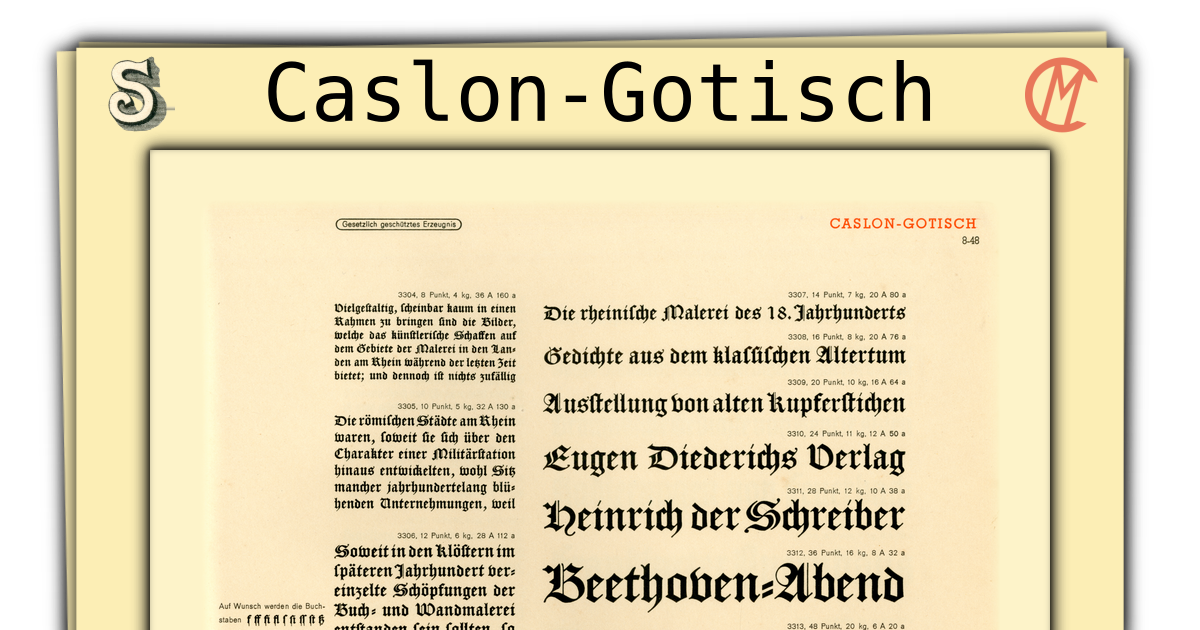 Caslon-Gotisch
Gesetzlich geschütztes Erzeugnis
CASLON-GOTISCH
8-48
3304, 8 Punkt, 4 kg, 36 A 160 a
Vielgeſtaltig, ſcheinbar kaum in einen
Rahmen zu bringen ſind die Bilder,
welche das künſtleriſche Schaffen auf
dem Gebiete der Malerei in den Lan-
den am Rhein während der letzten Zeit
bietet; und dennoch iſt nichts zufällig
3305, 10 Punkt, 5 kg, 32 A 130 a
Die römiſchen Städte am Rhein
waren, ſoweit ſie ſich über den
Charakter einer Militärſtation
hinaus entwickelten, wohl Sitz
mancher jahrhundertelang blü-
henden Unternehmungen, weil
3306, 12 Punkt, 6 kg, 28 A 112 a
Soweit in den Klöſtern im
ſpäteren Jahrhundert ver-
einzelte Schöpfungen der
Buch- und Wandmalerei
entſtanden ſein ſollten, ſo
Auf Wunsch werden die Buch-
staben
3307, 14 Punkt, 7 kg, 20 A 80 a
Die rheiniſche Malerei des 18. Jahrhunderts
3308, 16 Punkt, 8 kg, 20 A 76 a
Gedichte aus dem klaſſiſchen Altertum
3309, 20 Punkt, 10 kg, 16 A 64 a
Ausſtellung von alten Kupferſtichen
3310, 24 Punkt, 11 kg, 12 A 50 a
Eugen Diederichs Verlag
3311, 28 Punkt, 12 kg, 10 A 38 a
Heinrich der Schreiber
3312, 36 Punkt, 16 kg, 8 A 32 a
Beethoven-Abend
3313, 48 Punkt, 20 kg, 6 A 20 a